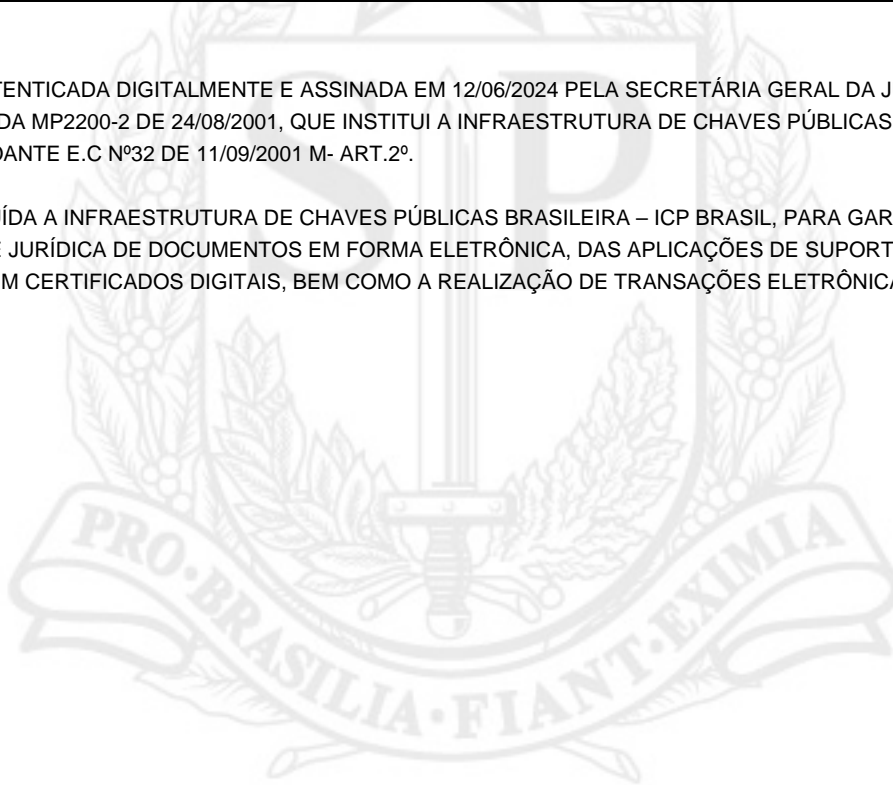 TENTICADA DIGITALMENTE E ASSINADA EM 12/06/2024 PELA SECRETÁRIA GERAL DA J
DA MP2200-2 DE 24/08/2001, QUE INSTITUI A INFRAESTRUTURA DE CHAVES PÚBLICAS
DANTE E.C Nº32 DE 11/09/2001 M- ART.2º.
ÍDA A INFRAESTRUTURA DE CHAVES PÚBLICAS BRASILEIRA – ICP BRASIL, PARA GAR
E JURÍDICA DE DOCUMENTOS EM FORMA ELETRÔNICA, DAS APLICAÇÕES DE SUPORT
M CERTIFICADOS DIGITAIS, BEM COMO A REALIZAÇÃO DE TRANSAÇÕES ELETRÔNICA
SP
PRO·BRASILIA·FIANT·EXIMIA